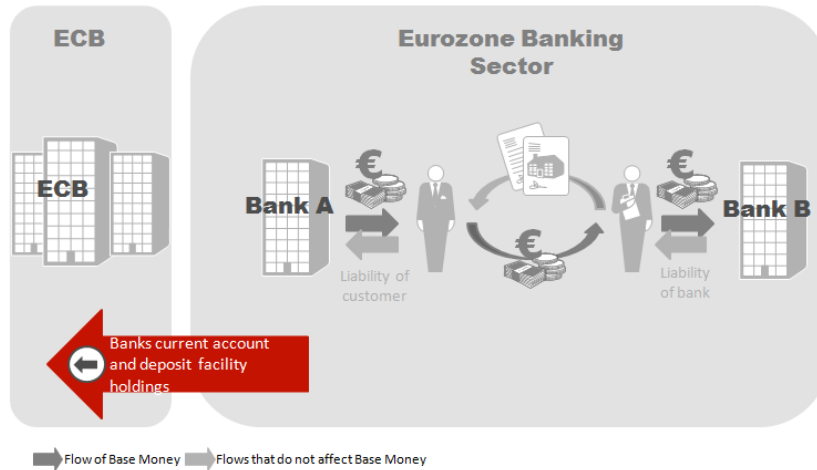 ECB
Eurozone Banking
Sector
€
€
ECB
Bank A
Bank B
€
Liability of
customer
Liability
of bank
Banks current account
and deposit facility
holdings
Flow of Base Money
Flows that do not affect Base Money